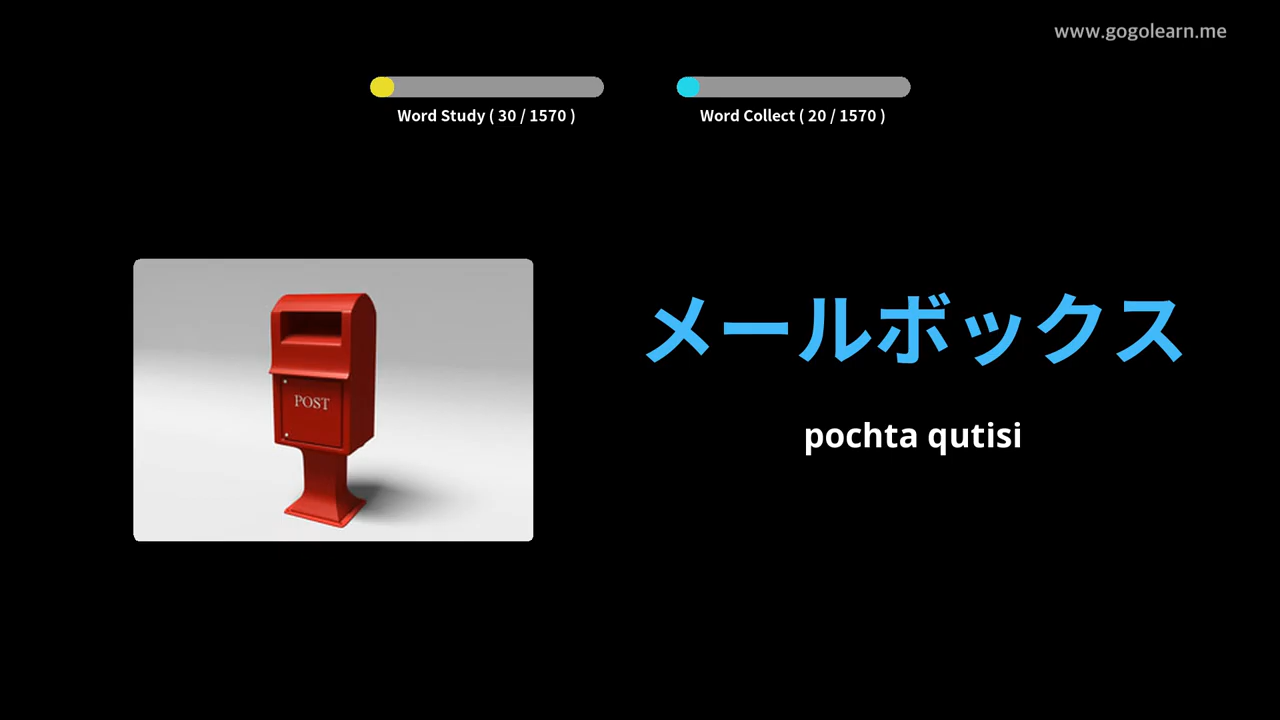 www.gogolearn.me
Word Study ( 30 / 1570 )
Word Collect ( 20 / 1570 )
メールボックス
POST
pochta qutisi